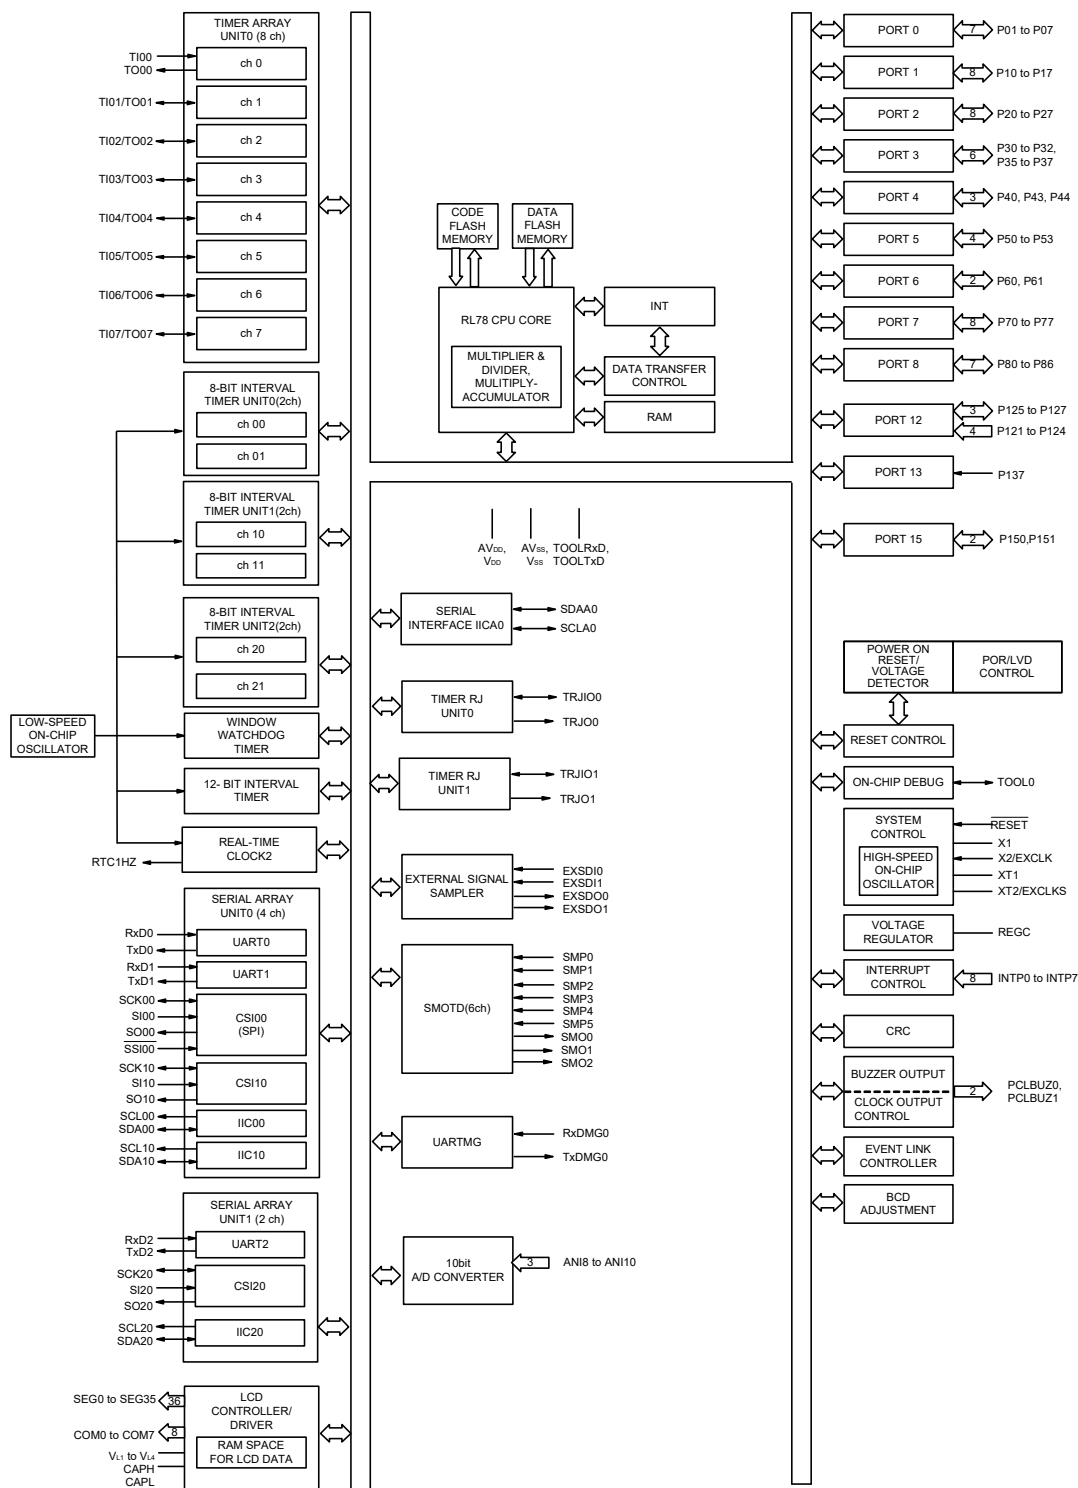 TIMER ARRAY
UNIT0 (8 ch)
TI00
TO00
ch 0
TI01/TO01
ch 1
TI02/TO02
ch 2
TI03/TO03
ch 3
TI04/TO04
ch 4
TI05/TO05
ch 5
TI06/TO06
ch 6
TI07/TO07
ch 7
8-BIT INTERVAL
TIMER UNIT0(2ch)
ch 00
ch 01
8-BIT INTERVAL
TIMER UNIT1(2ch)
ch 10
ch 11
8-BIT INTERVAL
TIMER UNIT2(2ch)
ch 20
ch 21
LOW-SPEED
ON-CHIP
OSCILLATOR
WINDOW
WATCHDOG
TIMER
12- BIT INTERVAL
TIMER
REAL-TIME
CLOCK2
RTC1HZ
SERIAL ARRAY
UNIT0 (4 ch)
RxD0
TxD0
UART0
RxD1
TxD1
UART1
SCK00
SI00
SO00
SSI00
CSI00
(SPI)
SCK10
SI10
SO10
CSI10
SCL00
SDA00
IIC00
SCL10
SDA10
IIC10
SERIAL ARRAY
UNIT1 (2 ch)
RxD2
TxD2
UART2
SCK20
SI20
SO20
CSI20
SCL20
SDA20
IIC20
SEG0 to SEG35
36
COM0 to COM7
8
VL1 to VL4
CAPH
CAPL
LCD
CONTROLLER/
DRIVER
RAM SPACE
FOR LCD DATA
CODE
FLASH
MEMORY
DATA
FLASH
MEMORY
RL78 CPU CORE
MULTIPLIER &
DIVIDER,
MULITIPLY-
ACCUMULATOR
INT
DATA TRANSFER
CONTROL
RAM
AVDD,
VDD
AVSS,
VSS
TOOLRxD,
TOOLTxD
SERIAL
INTERFACE IICA0
SDAA0
SCLA0
TIMER RJ
UNIT0
TRJIO0
TRJO0
TIMER RJ
UNIT1
TRJIO1
TRJO1
EXTERNAL SIGNAL
SAMPLER
EXSDI0
EXSDI1
EXSDO0
EXSDO1
SMOTD(6ch)
SMP0
SMP1
SMP2
SMP3
SMP4
SMP5
SMO0
SMO1
SMO2
UARTMG
RxDMG0
TxDMG0
10bit
A/D CONVERTER
3
ANI8 to ANI10
PORT 0
7
P01 to P07
PORT 1
8
P10 to P17
PORT 2
8
P20 to P27
PORT 3
6
P30 to P32,
P35 to P37
PORT 4
3
P40, P43, P44
PORT 5
4
P50 to P53
PORT 6
2
P60, P61
PORT 7
8
P70 to P77
PORT 8
7
P80 to P86
PORT 12
3
P125 to P127
4
P121 to P124
PORT 13
P137
PORT 15
2
P150,P151
POWER ON
RESET/
VOLTAGE
DETECTOR
POR/LVD
CONTROL
RESET CONTROL
ON-CHIP DEBUG
TOOL0
SYSTEM
CONTROL
HIGH-SPEED
ON-CHIP
OSCILLATOR
RESET
X1
X2/EXCLK
XT1
XT2/EXCLKS
VOLTAGE
REGULATOR
REGC
INTERRUPT
CONTROL
8
INTP0 to INTP7
CRC
BUZZER OUTPUT
CLOCK OUTPUT
CONTROL
2
PCLBUZ0,
PCLBUZ1
EVENT LINK
CONTROLLER
BCD
ADJUSTMENT